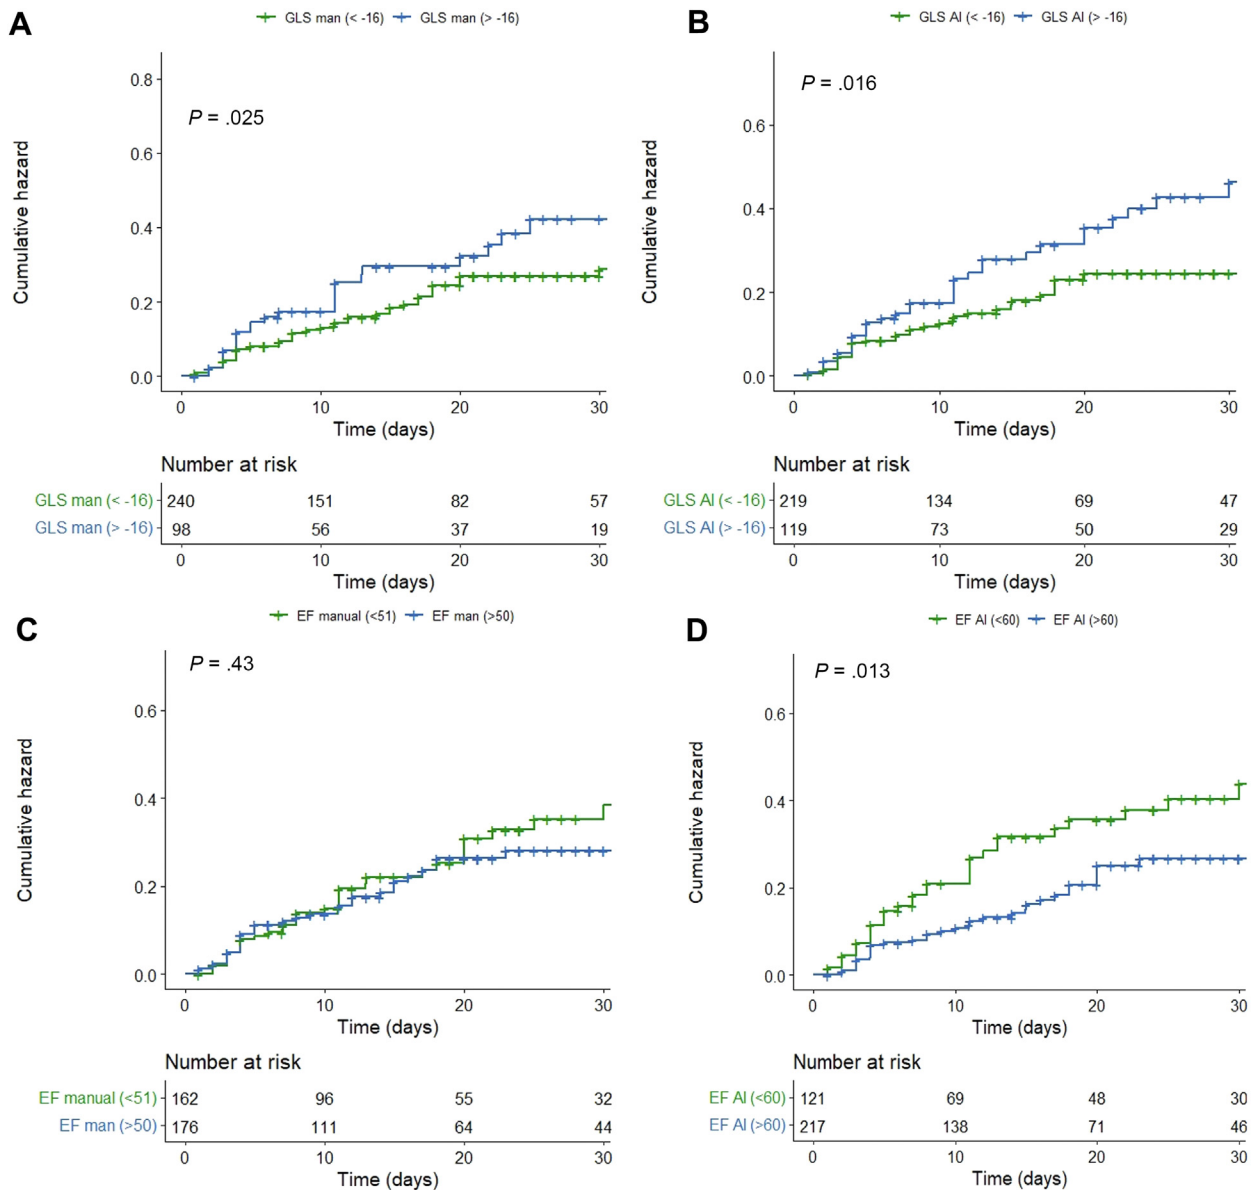 A
GLS man (< -16) GLS man (> -16)
P = .025
Cumulative hazard
0.8
0.6
0.4
0.2
0.0
0 10 20 30
Time (days)
Number at risk
GLS man (< -16) 240 151 82 57
GLS man (> -16) 98 56 37 19
0 10 20 30
Time (days)
B
GLS AI (< -16) GLS AI (> -16)
P = .016
Cumulative hazard
0.6
0.4
0.2
0.0
0 10 20 30
Time (days)
Number at risk
GLS AI (< -16) 219 134 69 47
GLS AI (> -16) 119 73 50 29
0 10 20 30
Time (days)
C
EF manual (<51) EF man (>50)
P = .43
Cumulative hazard
0.6
0.4
0.2
0.0
0 10 20 30
Time (days)
Number at risk
EF manual (<51) 162 96 55 32
EF man (>50) 176 111 64 44
0 10 20 30
Time (days)
D
EF AI (<60) EF AI (>60)
P = .013
Cumulative hazard
0.6
0.4
0.2
0.0
0 10 20 30
Time (days)
Number at risk
EF AI (<60) 121 69 48 30
EF AI (>60) 217 138 71 46
0 10 20 30
Time (days)